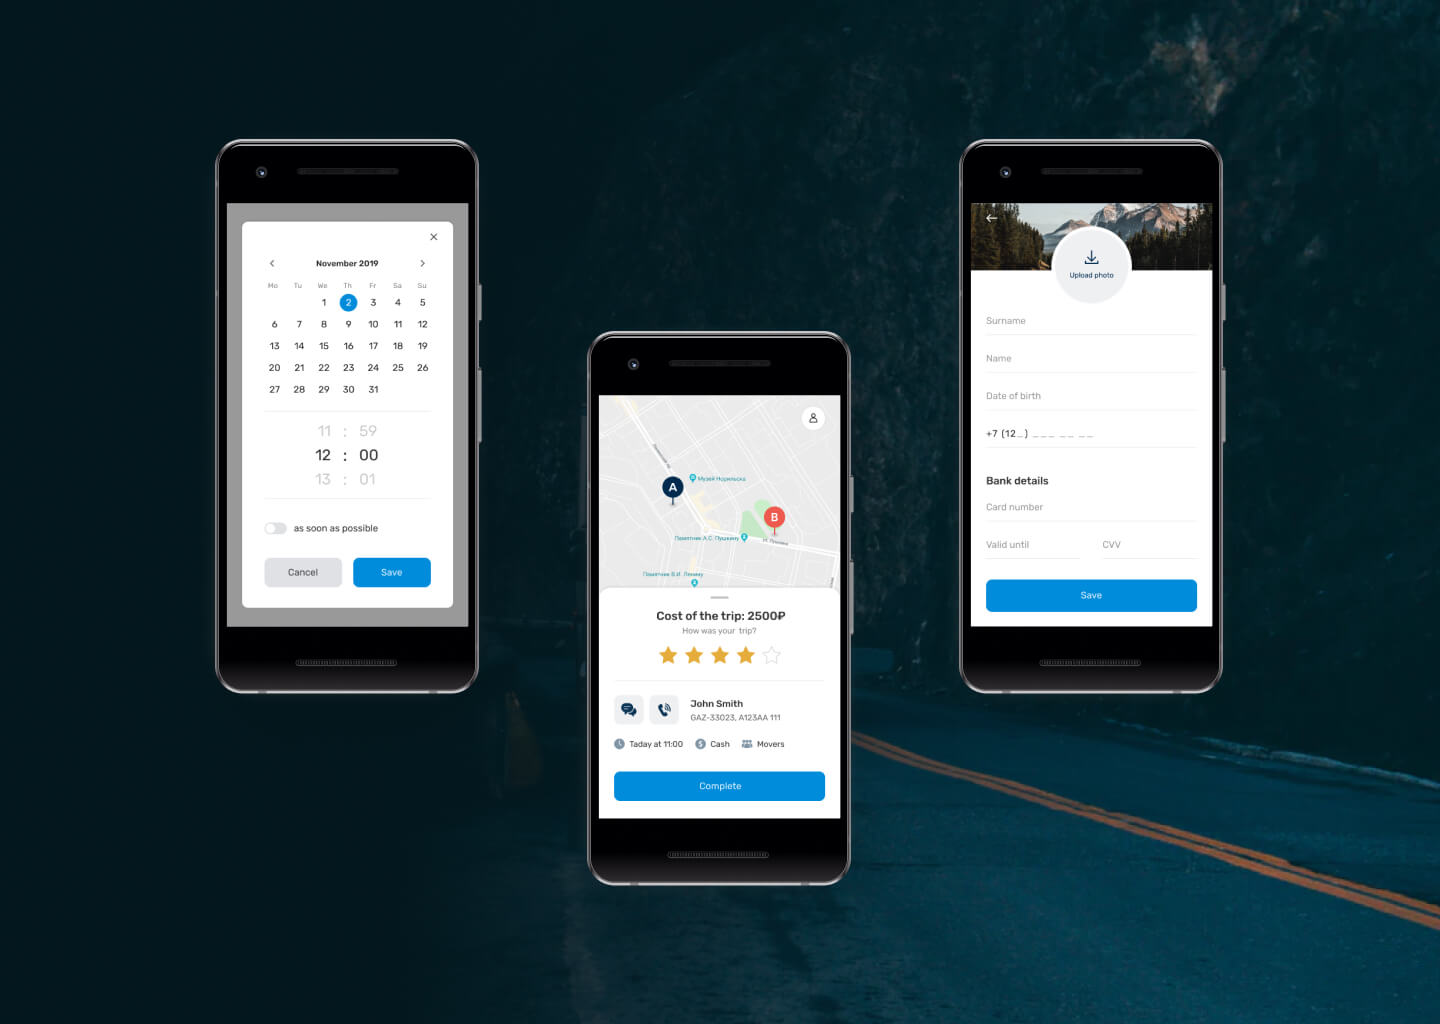 November 2019
Mo Tu We Th Fr Sa Su
1 2 3 4 5
6 7 8 9 10 11 12
13 14 15 16 17 18 19
20 21 22 23 24 25 26
27 28 29 30 31
11 : 59
12 : 00
13 : 01
as soon as possible
Cancel Save
Музей Норильска
A
B
Памятник А.С. Пушкину
Памятник В.И. Ленину
Cost of the trip: 2500₽
How was your trip?
John Smith
GAZ-33023, A123AA 111
Taday at 11:00 Cash Movers
Complete
Upload photo
Surname
Name
Date of birth
+7 (12_) ___ __ __
Bank details
Card number
Valid until CVV
Save